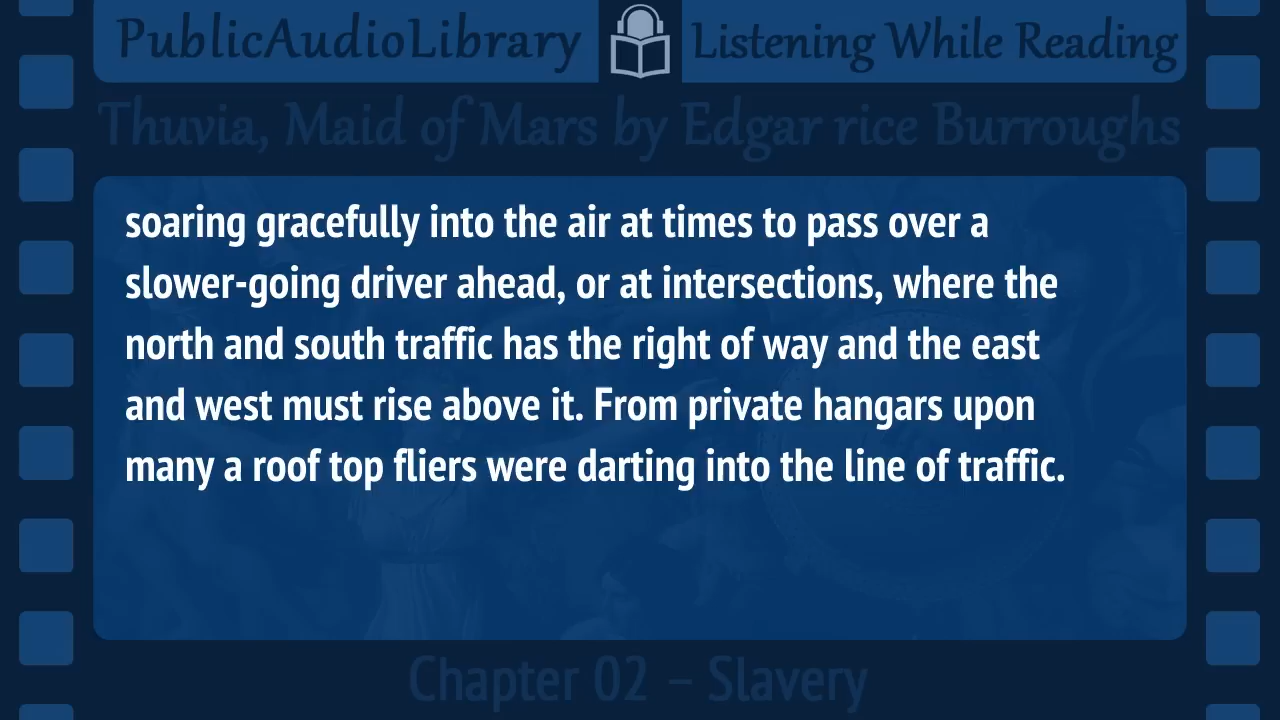 PublicAudioLibrary Listening While Reading
Thuvia, Maid of Mars by Edgar rice Burroughs
soaring gracefully into the air at times to pass over a
slower-going driver ahead, or at intersections, where the
north and south traffic has the right of way and the east
and west must rise above it. From private hangars upon
many a roof top fliers were darting into the line of traffic.
Chapter 02 – Slavery